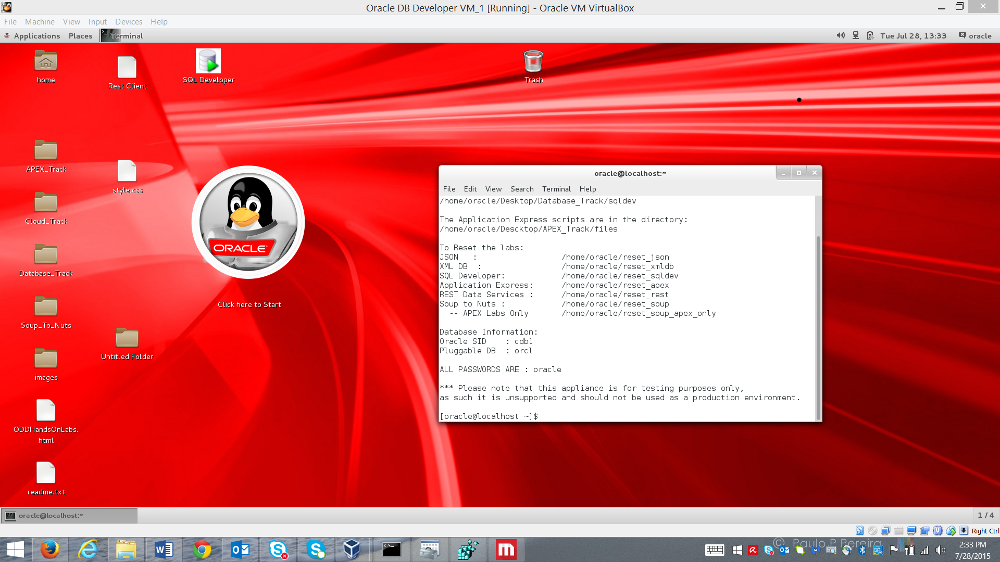 Oracle DB Developer VM_1 [Running] - Oracle VM VirtualBox
File Machine View Input Devices Help
Applications Places Terminal Tue Jul 28, 13:33 oracle
home
Rest Client
SQL Developer
Trash
APEX_Track
style.css
Cloud_Track
Database_Track
Soup_To_Nuts
Untitled Folder
images
ODDHandsOnLabs.
html
readme.txt
ORACLE
Click here to Start
oracle@localhost:~
File Edit View Search Terminal Help
/home/oracle/Desktop/Database_Track/sqldev
The Application Express scripts are in the directory:
/home/oracle/Descktop/APEX_Track/files
To Reset the labs:
JSON : /home/oracle/reset_json
XML DB : /home/oracle/reset_xmldb
SQL Developer: /home/oracle/reset_sqldev
Application Express: /home/oracle/reset_apex
REST Data Services : /home/oracle/reset_rest
Soup to Nuts : /home/oracle/reset_soup
-- APEX Labs Only /home/oracle/reset_soup_apex_only
Database Information:
Oracle SID : cdb1
Pluggable DB : orcl
ALL PASSWORDS ARE : oracle
*** Please note that this appliance is for testing purposes only,
as such it is unsupported and should not be used as a production environment.
[oracle@localhost ~]$
oracle@localhost:~ 1 / 4
Right Ctrl
© Paulo P Pereira
2:33 PM
7/28/2015